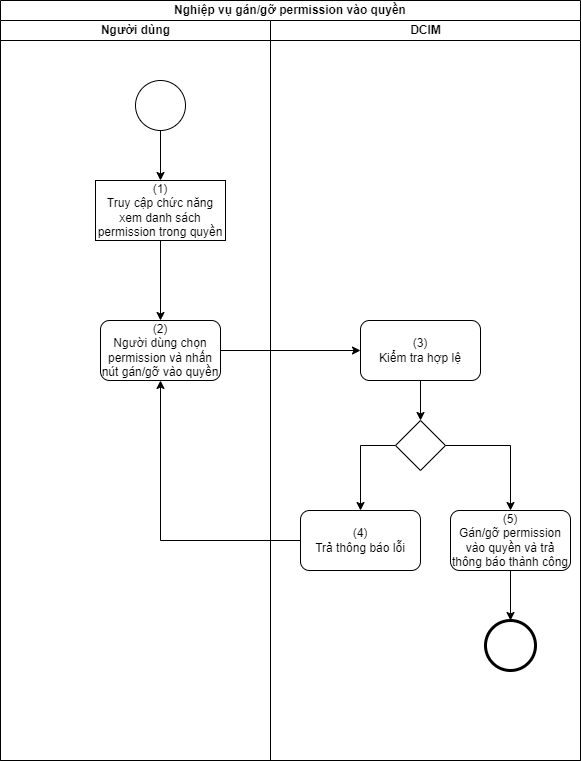 Nghiệp vụ gán/gỡ permission vào quyền
Người dùng
DCIM
(1)
Truy cập chức năng
xem danh sách
permission trong quyền
(2)
Người dùng chọn
permission và nhấn
nút gán/gỡ vào quyền
(3)
Kiểm tra hợp lệ
(4)
Trả thông báo lỗi
(5)
Gán/gỡ permission
vào quyền và trả
thông báo thành công